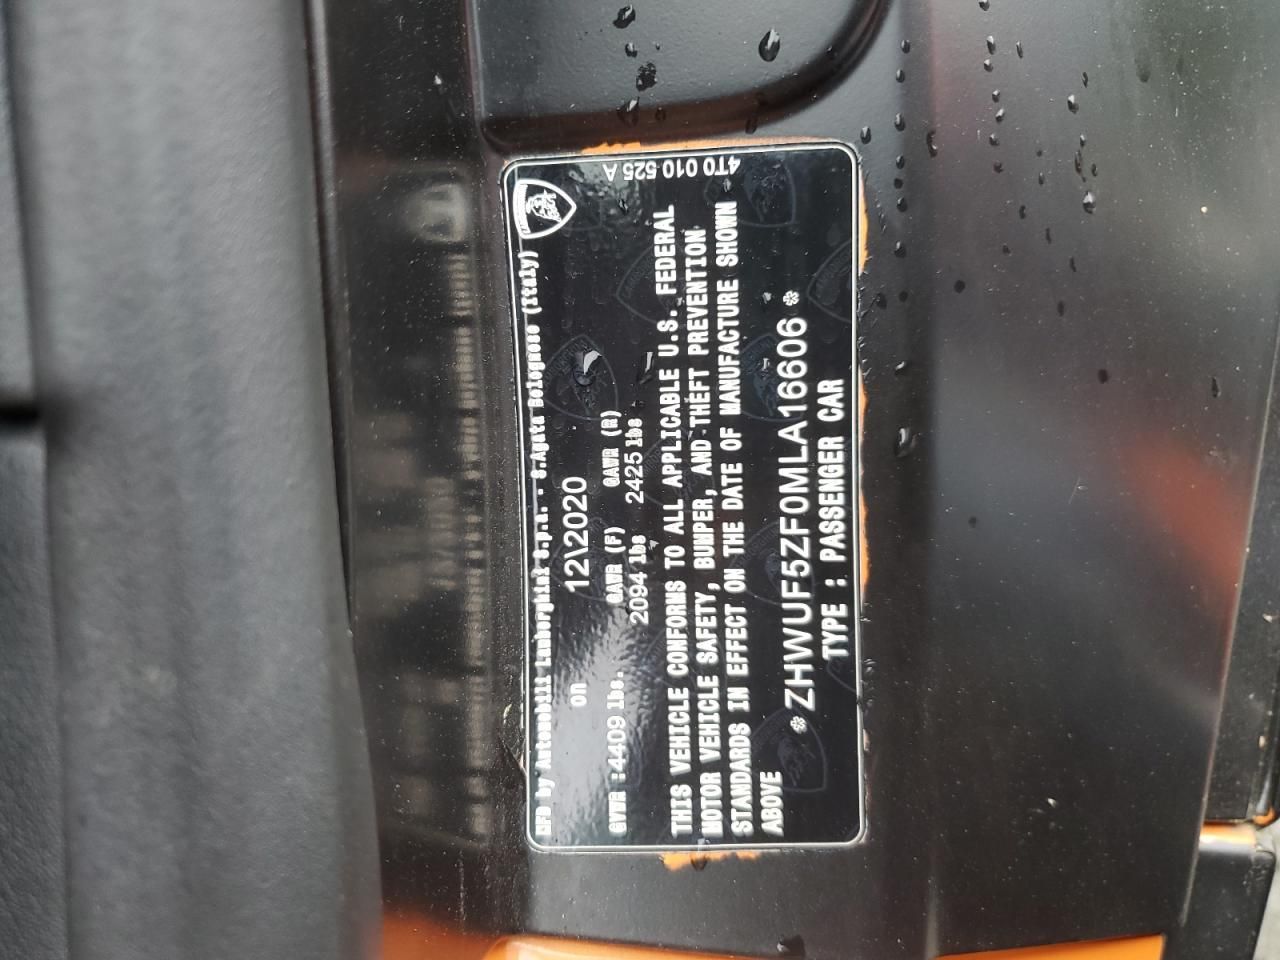 MFD by Automobili Lamborghini S.p.A. - S.Agata Bolognese (Italy)
on 12\2020
GVWR :4409 lbs. GAWR (F) GAWR (R)
2094 lbs 2425 lbs
THIS VEHICLE CONFORMS TO ALL APPLICABLE U.S. FEDERAL
MOTOR VEHICLE SAFETY, BUMPER, AND THEFT PREVENTION
STANDARDS IN EFFECT ON THE DATE OF MANUFACTURE SHOWN
ABOVE
* ZHWUF5ZF0MLA16606 *
TYPE : PASSENGER CAR
4T0 010 525 A